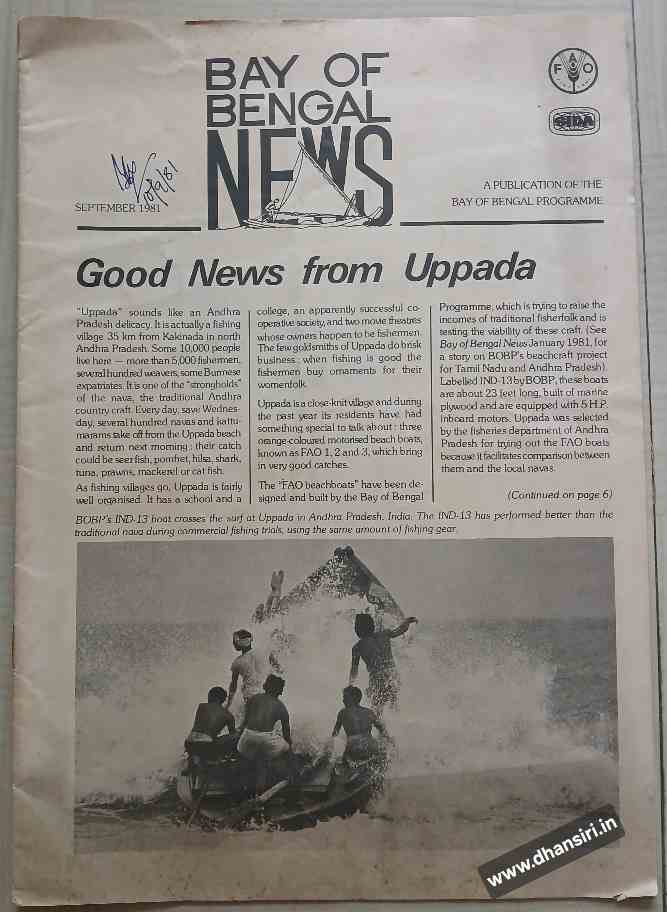 BAY OF
BENGAL
NEWS
F A O
SIDA
10/9/81
SEPTEMBER 1981
A PUBLICATION OF THE
BAY OF BENGAL PROGRAMME
Good News from Uppada
"Uppada" sounds like an Andhra
Pradesh delicacy. It is actually a fishing
village 35 km from Kakinada in north
Andhra Pradesh. Some 10,000 people
live here — more than 5,000 fishermen,
several hundred weavers, some Burmese
expatriates. It is one of the "strongholds"
of the nava, the traditional Andhra
country craft. Every day, save Wednes-
day, several hundred navas and kattu-
marams take off from the Uppada beach
and return next morning: their catch
could be seer fish, pomfret, hilsa, shark,
tuna, prawns, mackerel or cat fish.
As fishing villages go, Uppada is fairly
well organised. It has a school and a
college, an apparently successful co-
operative society, and two movie theatres
whose owners happen to be fishermen.
The few goldsmiths of Uppada do brisk
business: when fishing is good the
fishermen buy ornaments for their
womenfolk.
Uppada is a close-knit village and during
the past year its residents have had
something special to talk about: three
orange-coloured motorised beach boats,
known as FAO 1, 2 and 3, which bring
in very good catches.
The "FAO beachboats" have been de-
signed and built by the Bay of Bengal
Programme, which is trying to raise the
incomes of traditional fisherfolk and is
testing the viability of these craft. (See
Bay of Bengal News January 1981, for
a story on BOBP's beachcraft project
for Tamil Nadu and Andhra Pradesh).
Labelled IND-13 by BOBP, these boats
are about 23 feet long, built of marine
plywood and are equipped with 5 H.P.
inboard motors. Uppada was selected
by the fisheries department of Andhra
Pradesh for trying out the FAO boats
because it facilitates comparison between
them and the local navas.
(Continued on page 6)
BOBP's IND-13 boat crosses the surf at Uppada in Andhra Pradesh, India. The IND-13 has performed better than the
traditional nava during commercial fishing trials, using the same amount of fishing gear.
www.dhansiri.in